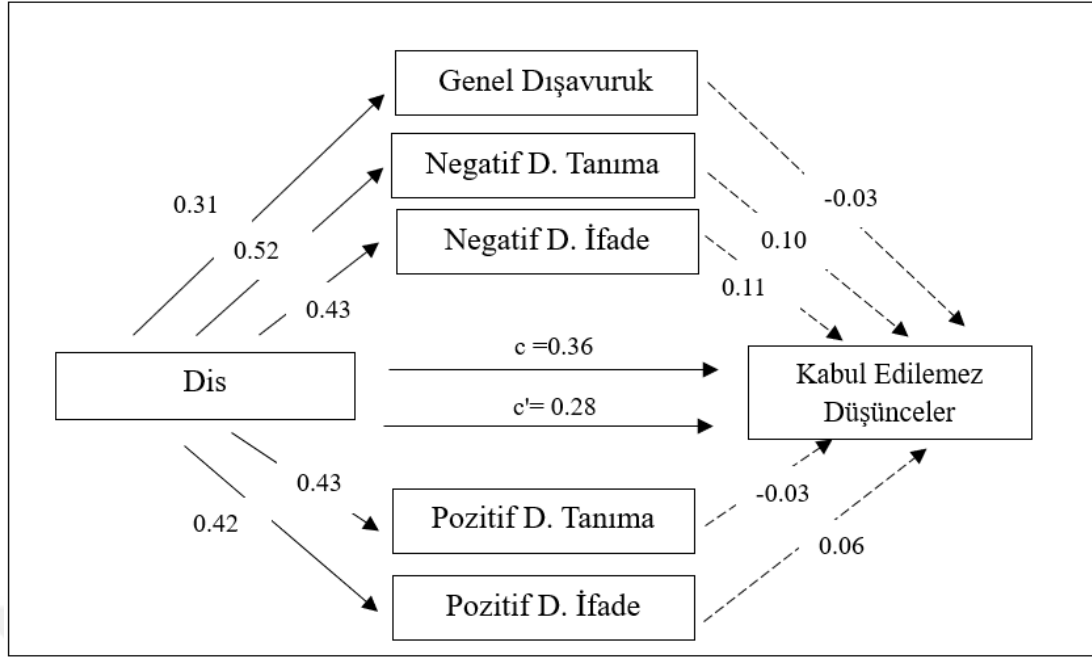 Genel Dışavuruk
Negatif D. Tanıma
0.31
-0.03
Negatif D. İfade
0.52
0.10
0.43
0.11
c =0.36
Dis
Kabul Edilemez
Düşünceler
c'= 0.28
0.43
-0.03
0.42
Pozitif D. Tanıma
0.06
Pozitif D. İfade